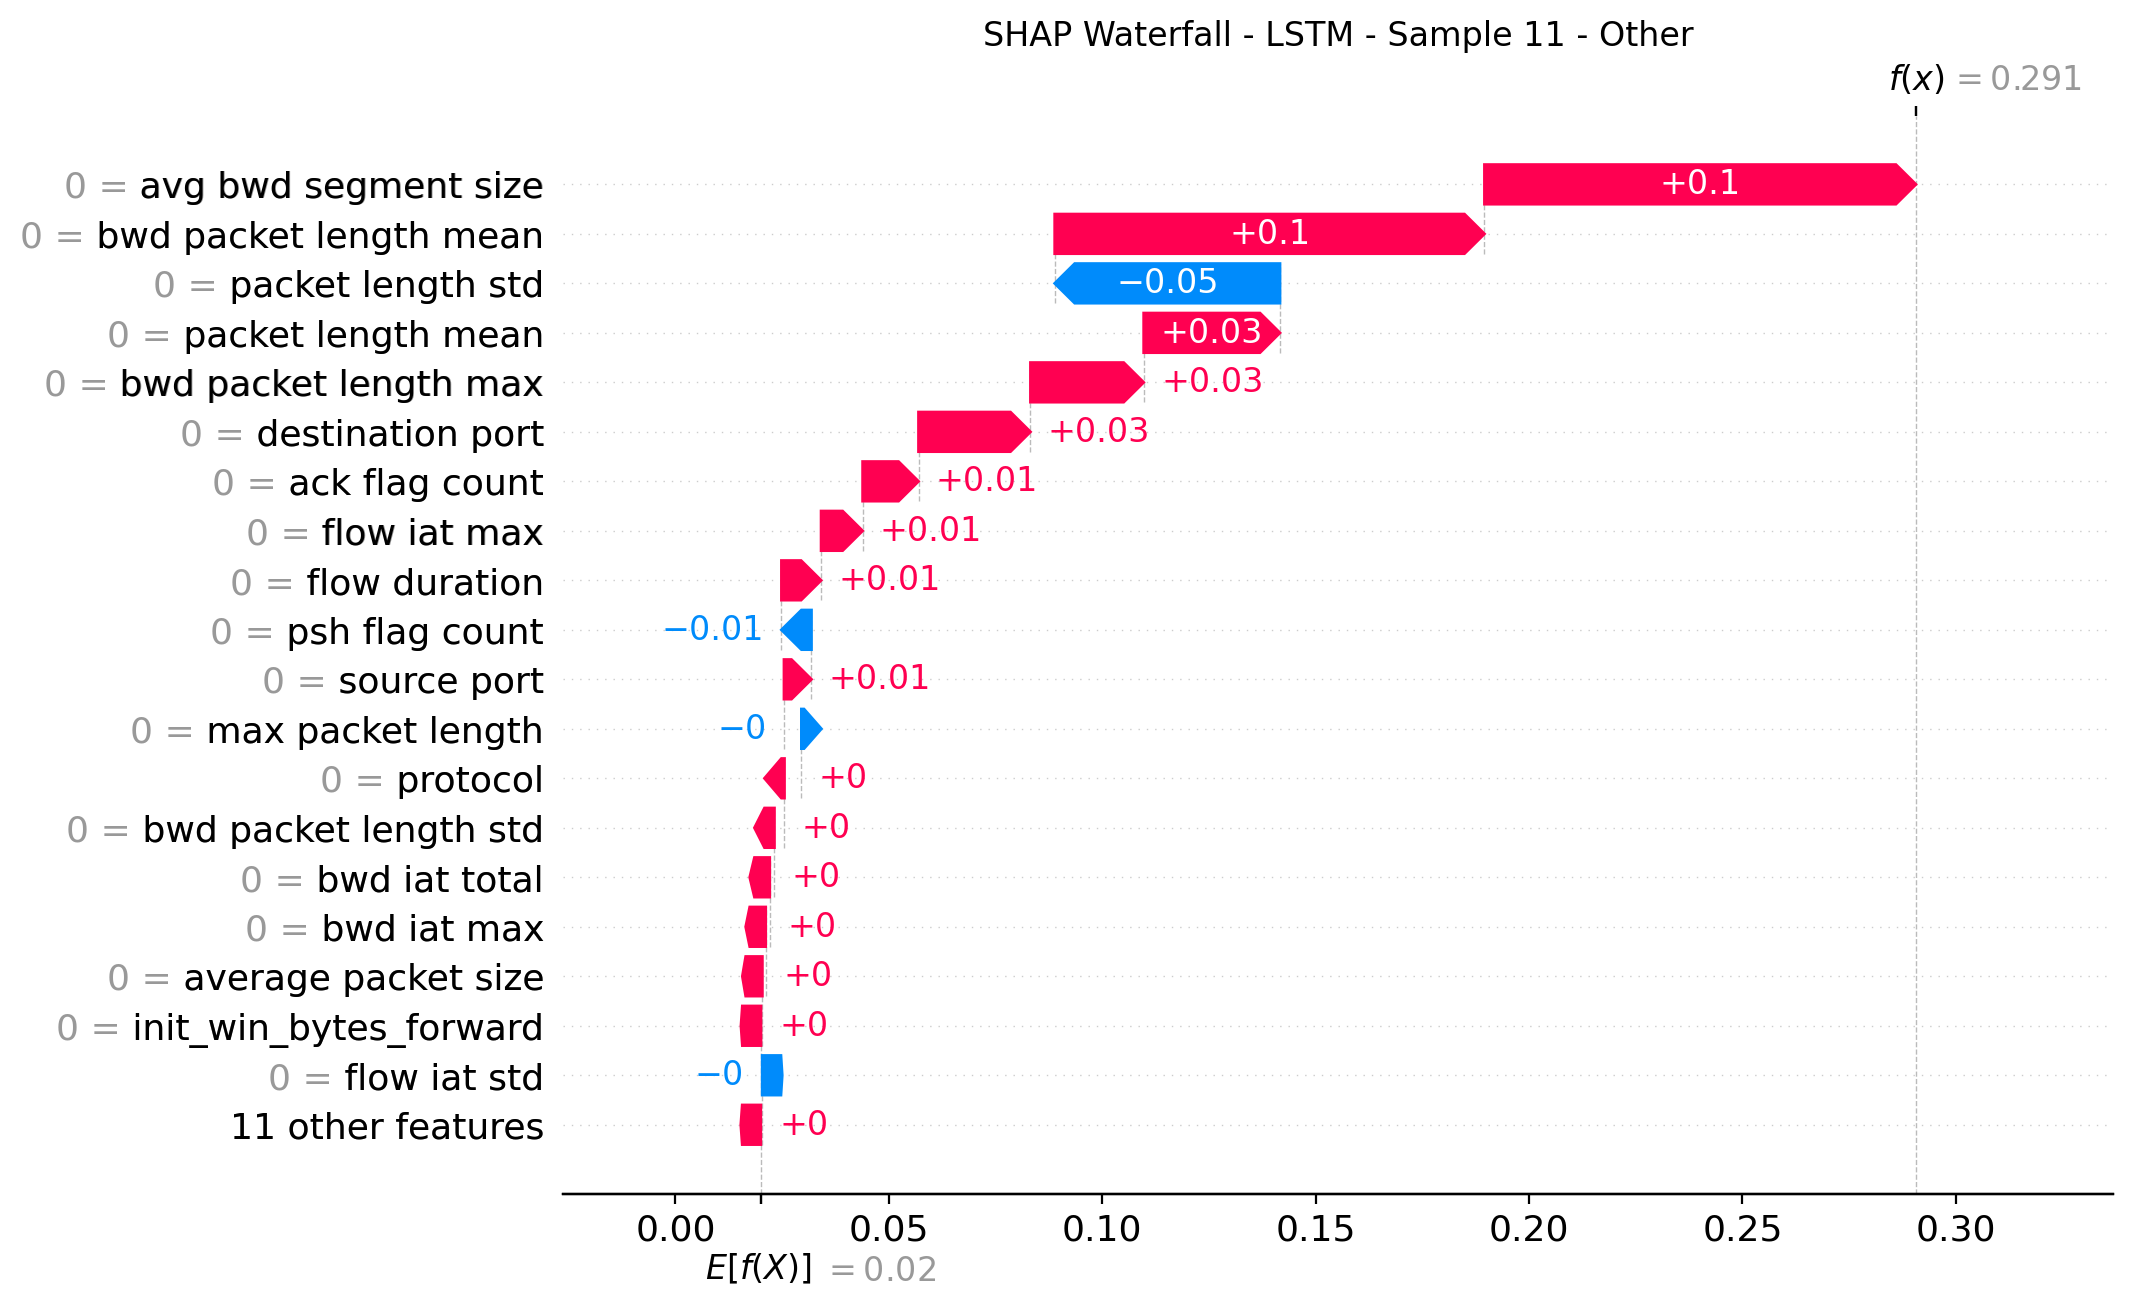 SHAP Waterfall - LSTM - Sample 11 - Other
f(x) = 0.291
0 = avg bwd segment size +0.1
0 = bwd packet length mean +0.1
0 = packet length std −0.05
0 = packet length mean +0.03
0 = bwd packet length max +0.03
0 = destination port +0.03
0 = ack flag count +0.01
0 = flow iat max +0.01
0 = flow duration +0.01
0 = psh flag count −0.01
0 = source port +0.01
0 = max packet length −0
0 = protocol +0
0 = bwd packet length std +0
0 = bwd iat total +0
0 = bwd iat max +0
0 = average packet size +0
0 = init_win_bytes_forward +0
0 = flow iat std −0
11 other features +0
0.00 0.05 0.10 0.15 0.20 0.25 0.30
E[f(X)] = 0.02